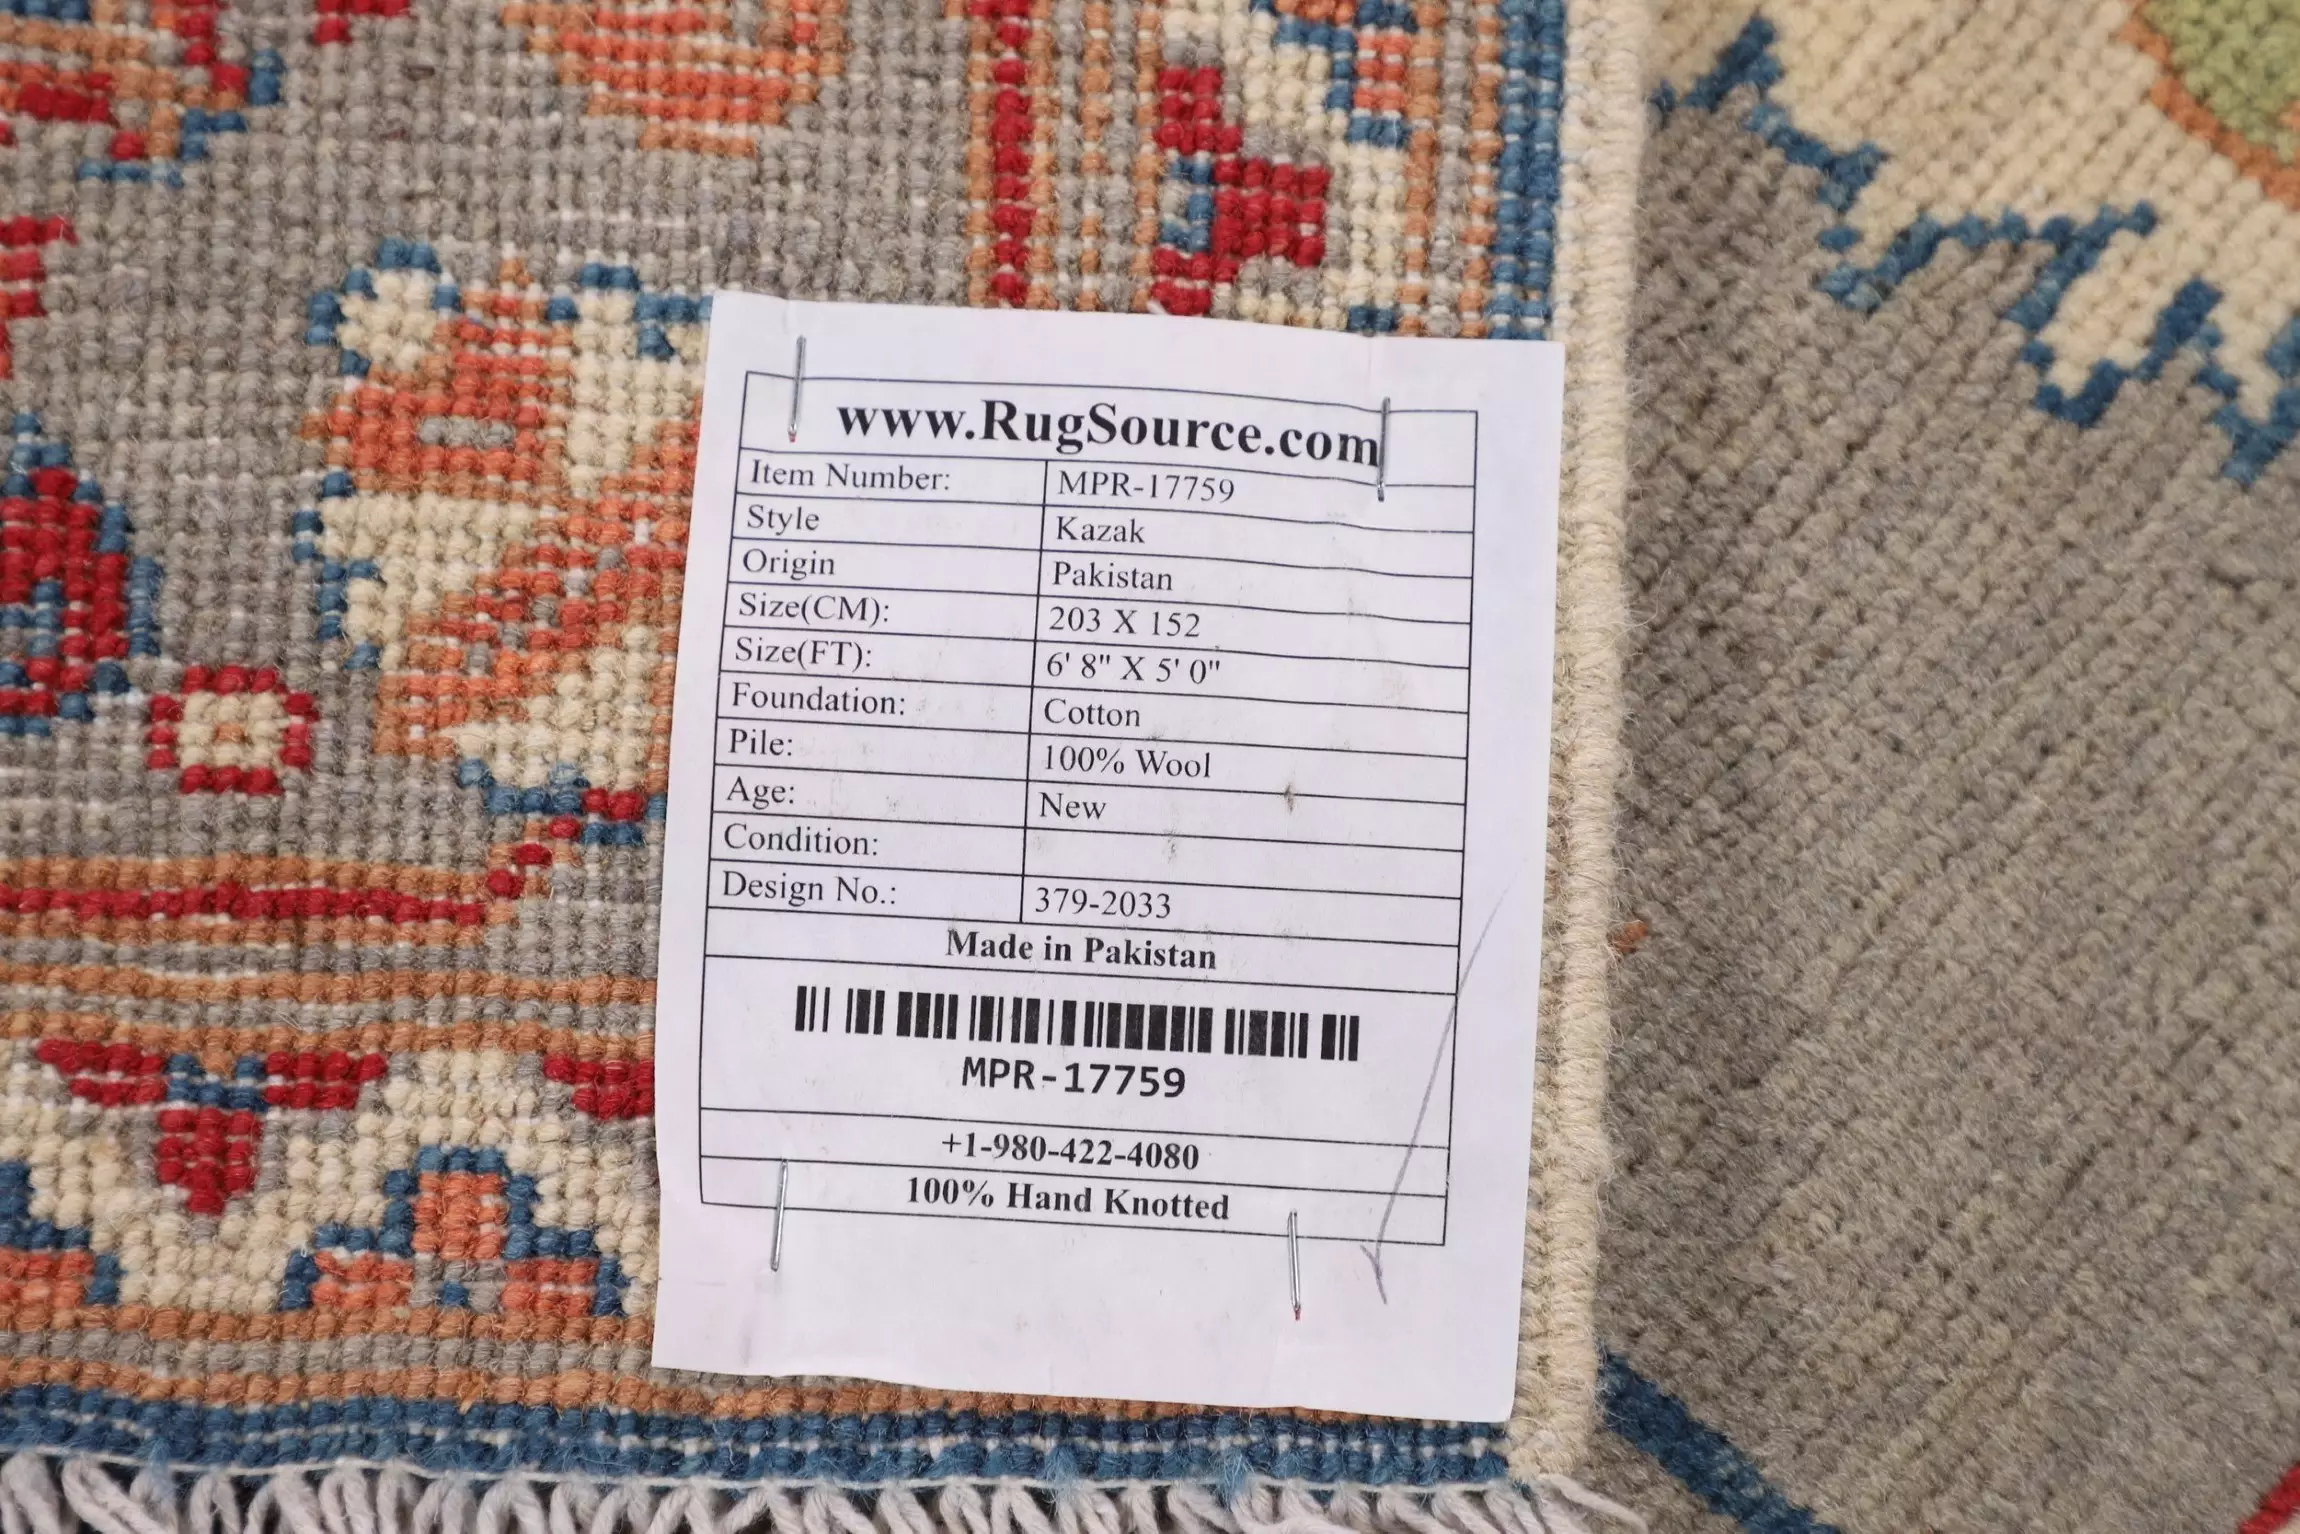 www.RugSource.com
Item Number: MPR-17759
Style Kazak
Origin Pakistan
Size(CM): 203 X 152
Size(FT): 6' 8" X 5' 0"
Foundation: Cotton
Pile: 100% Wool
Age: New
Condition:
Design No.: 379-2033
Made in Pakistan
MPR-17759
+1-980-422-4080
100% Hand Knotted